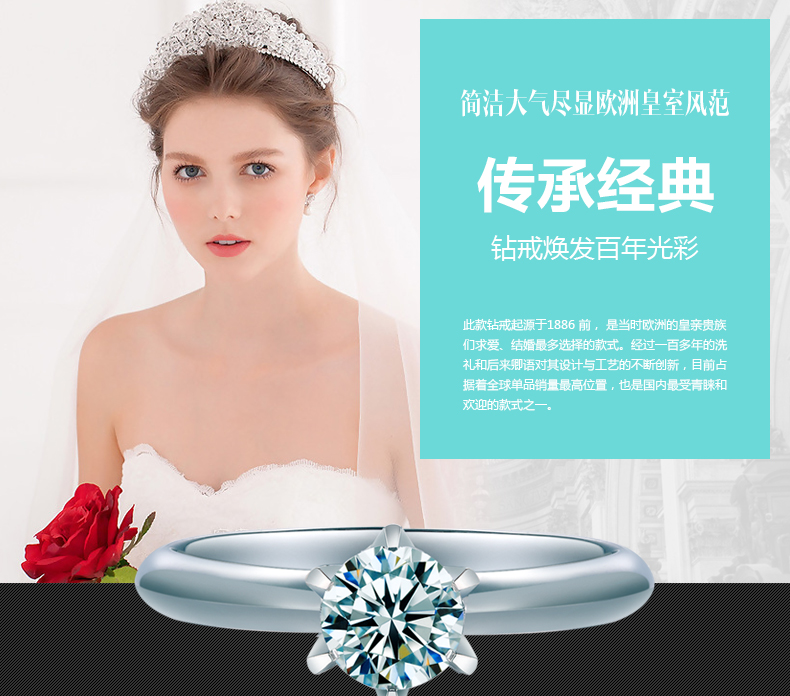 简洁大气尽显欧洲皇室风范
传承经典
钻戒焕发百年光彩
此款钻戒起源于1886 前， 是当时欧洲的皇亲贵族
们求爱、结婚最多选择的款式。经过一百多年的洗
礼和后来卿语对其设计与工艺的不断创新，目前占
据着全球单品销量最高位置，也是国内最受青睐和
欢迎的款式之一。